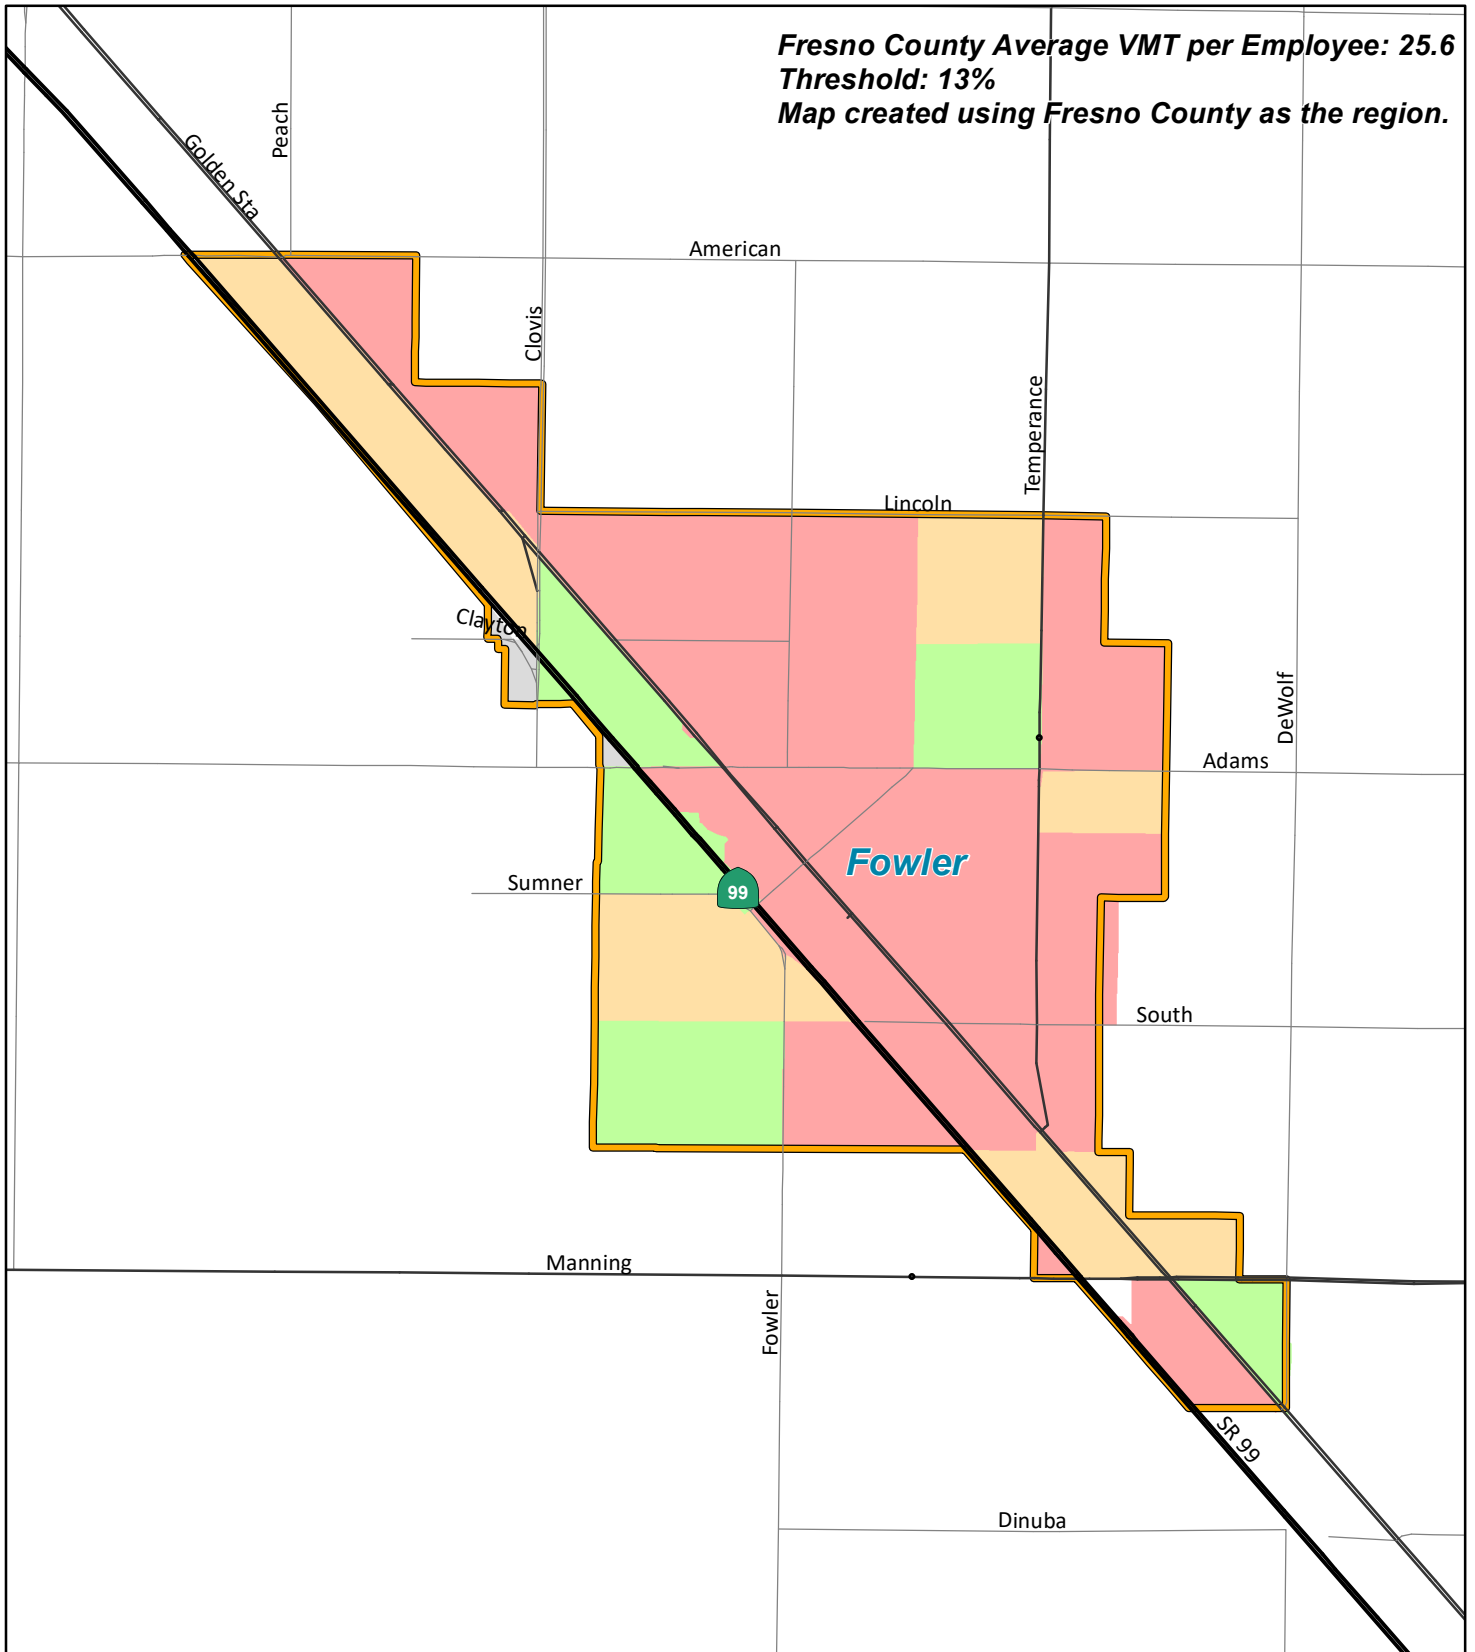 Fresno County Average VMT per Employee: 25.6
Threshold: 13%
Map created using Fresno County as the region.
Peach
Golden Sta
American
Clovis
Temperance
Lincoln
Clayton
DeWolf
Adams
Fowler
Sumner
99
South
Manning
Fowler
SR 99
Dinuba